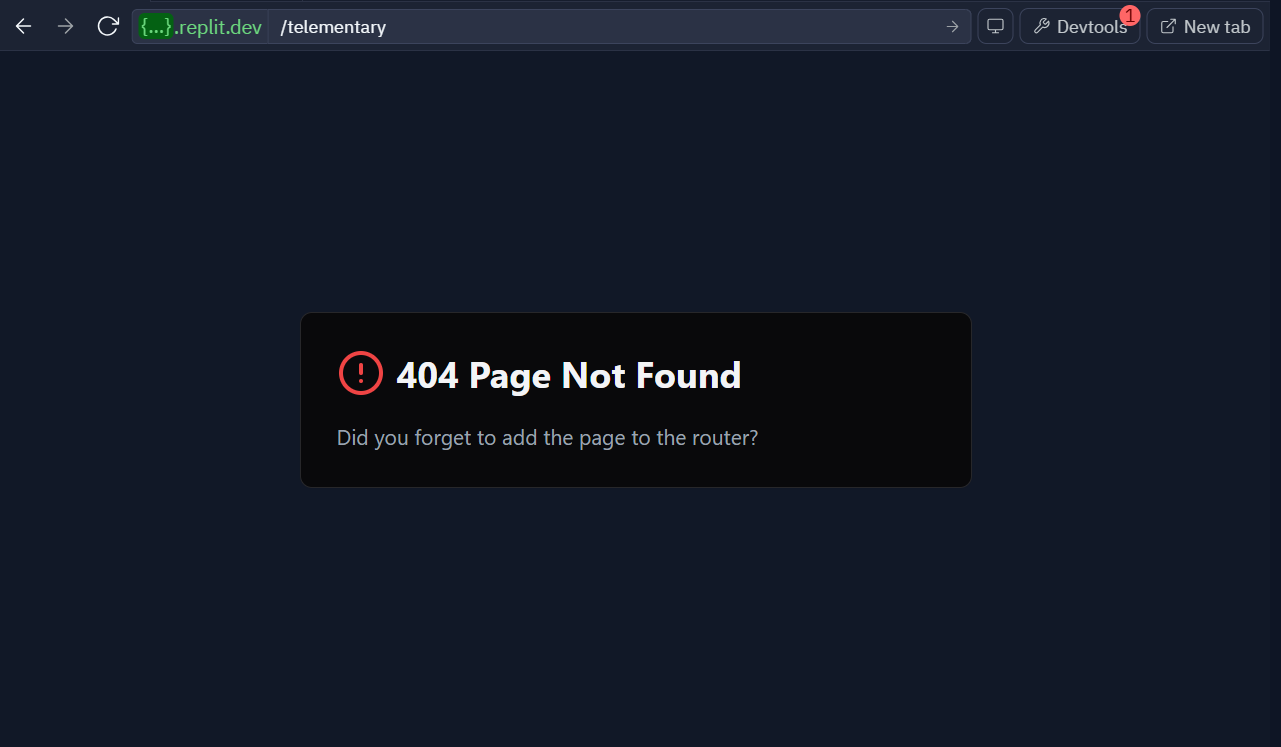 {...}.replit.dev /telementary Devtools 1 New tab
404 Page Not Found
Did you forget to add the page to the router?